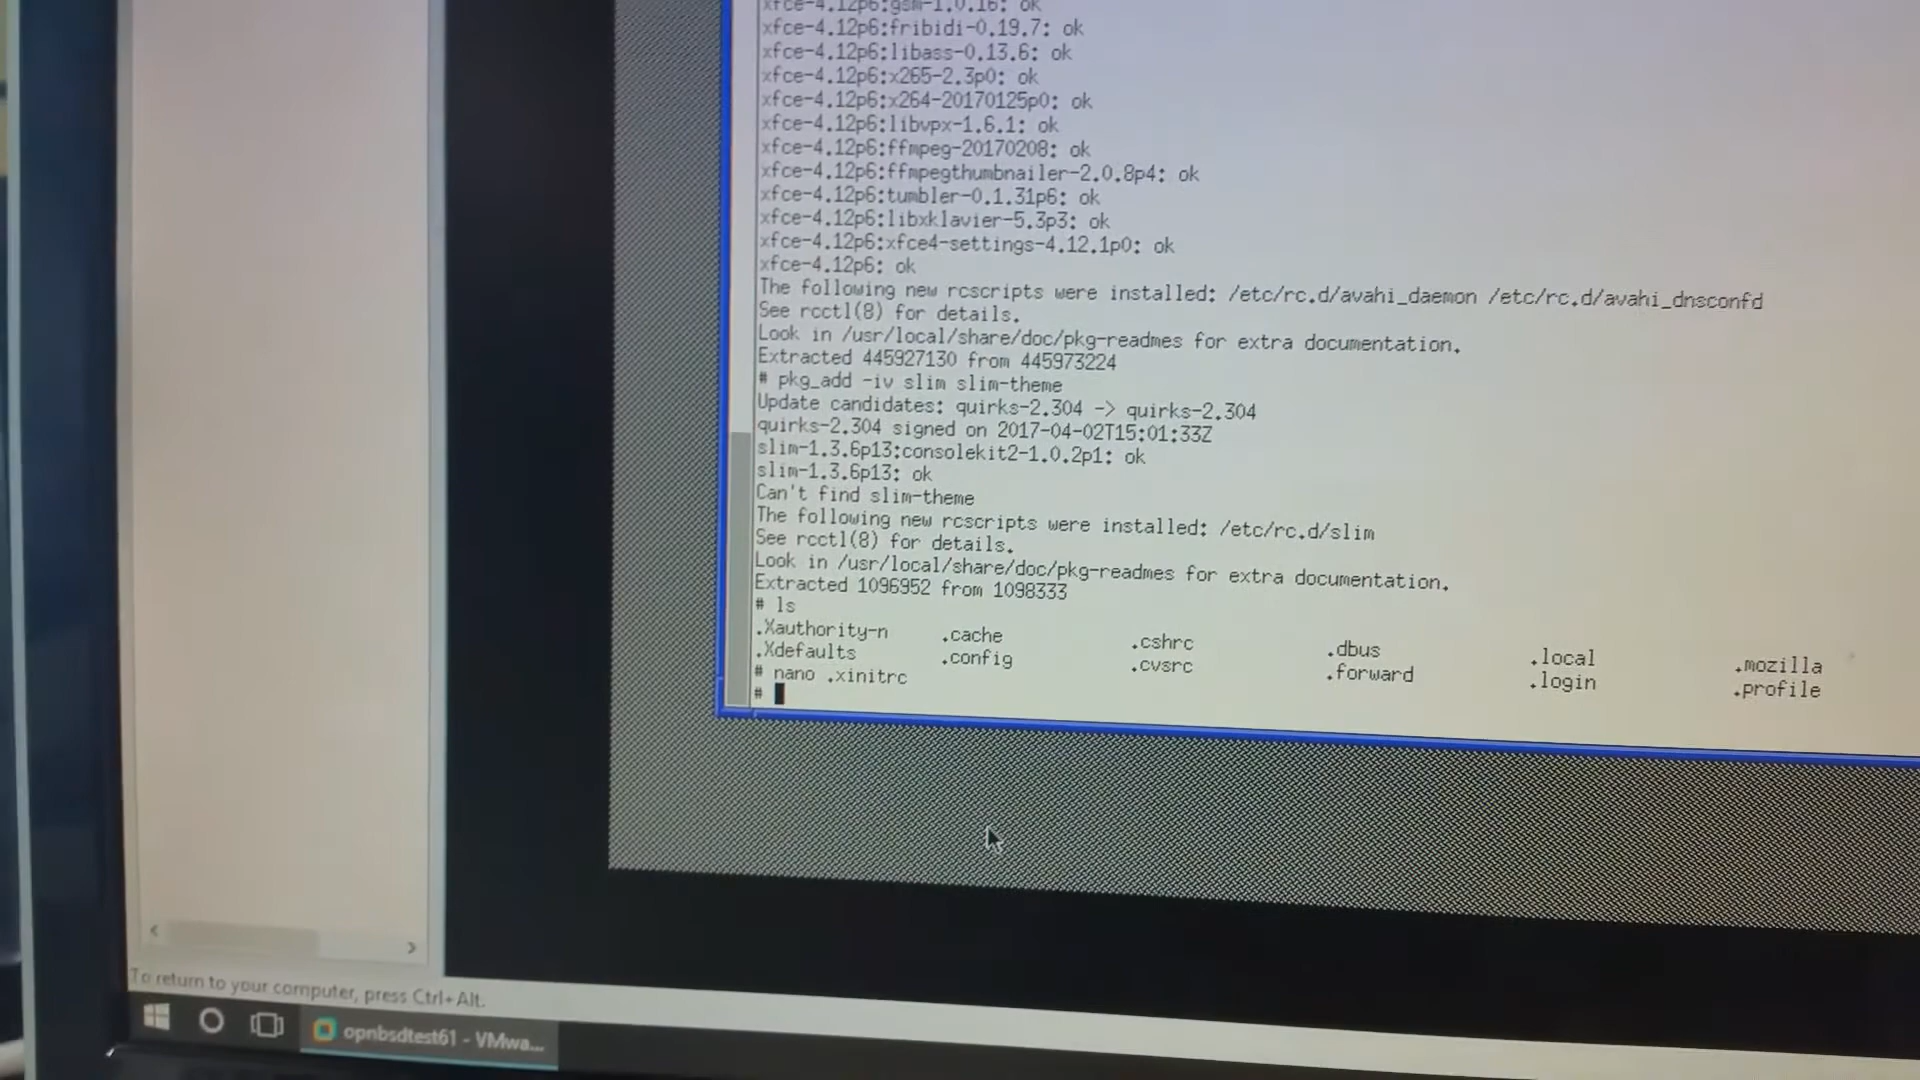 xfce-4.12p6:gsm-1.0.16: ok
xfce-4.12p6:fribidi-0.19.7: ok
xfce-4.12p6:libass-0.13.6: ok
xfce-4.12p6:x265-2.3p0: ok
xfce-4.12p6:x264-20170125p0: ok
xfce-4.12p6:libvpx-1.6.1: ok
xfce-4.12p6:ffmpeg-20170208: ok
xfce-4.12p6:ffmpegthumbnailer-2.0.8p4: ok
xfce-4.12p6:tumbler-0.1.31p6: ok
xfce-4.12p6:libxklavier-5.3p3: ok
xfce-4.12p6:xfce4-settings-4.12.1p0: ok
xfce-4.12p6: ok
The following new rcscripts were installed: /etc/rc.d/avahi_daemon /etc/rc.d/avahi_dnsconfd
See rcctl(8) for details.
Look in /usr/local/share/doc/pkg-readmes for extra documentation.
Extracted 445927130 from 445973224
# pkg_add -iv slim slim-theme
Update candidates: quirks-2.304 -> quirks-2.304
quirks-2.304 signed on 2017-04-02T15:01:33Z
slim-1.3.6p13:consolekit2-1.0.2p1: ok
slim-1.3.6p13: ok
Can't find slim-theme
The following new rcscripts were installed: /etc/rc.d/slim
See rcctl(8) for details.
Look in /usr/local/share/doc/pkg-readmes for extra documentation.
Extracted 1096952 from 1098333
# ls
.Xauthority-n .cache .cshrc .dbus .local .mozilla
.Xdefaults .config .cvsrc .forward .login .profile
# nano .xinitrc
#
To return to your computer, press Ctrl+Alt.
opnbsdtest61 - VMwa...